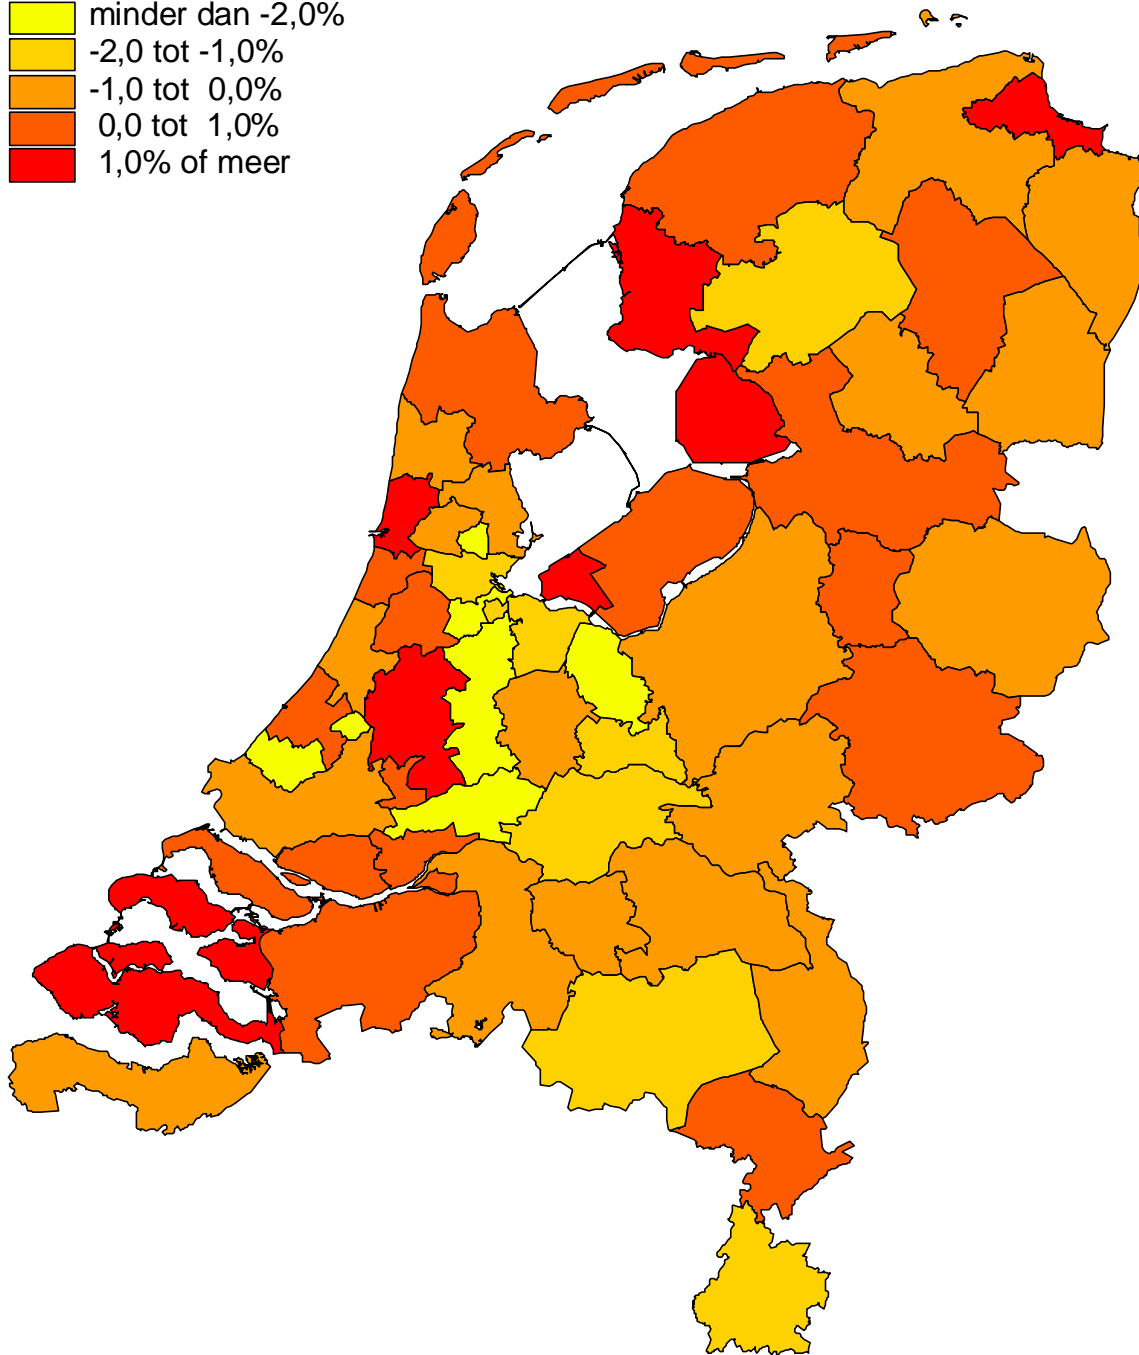 minder dan -2,0%
-2,0 tot -1,0%
-1,0 tot 0,0%
0,0 tot 1,0%
1,0% of meer